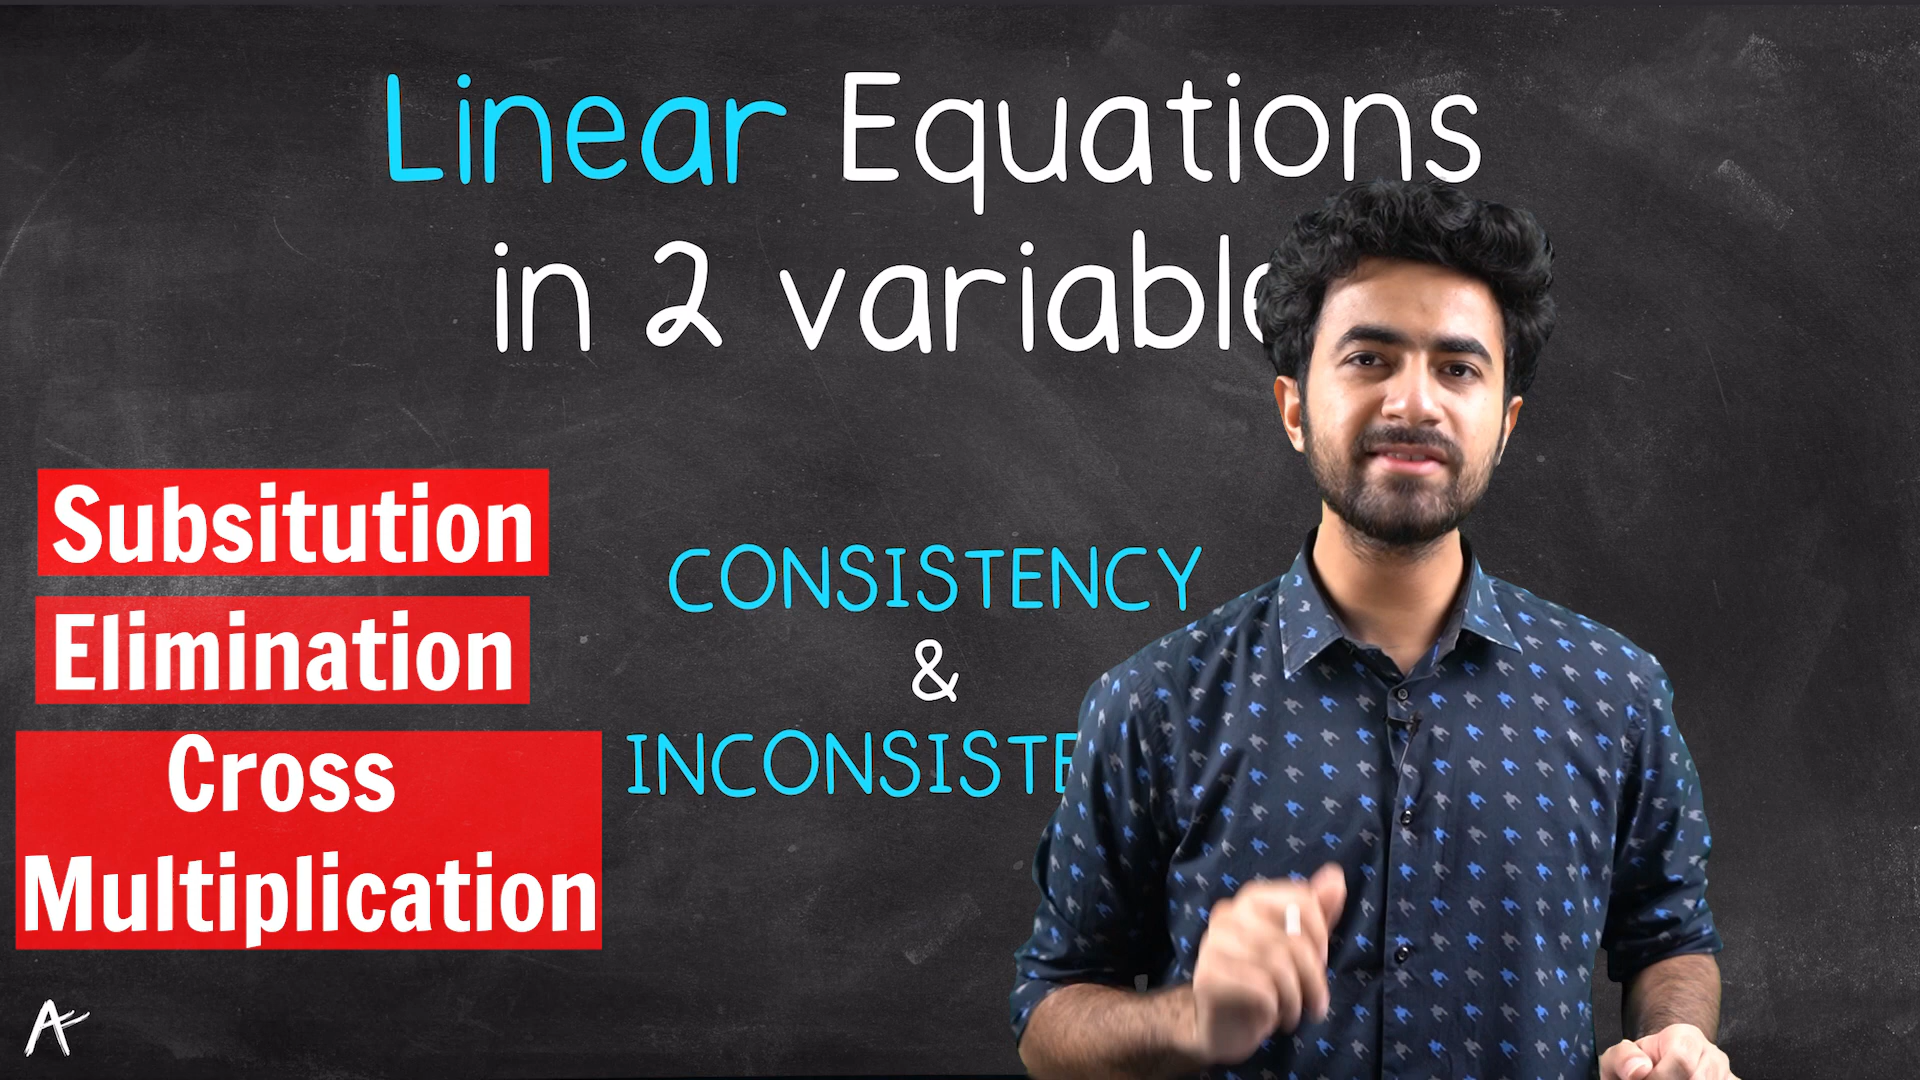 Linear Equations
in 2 variable
Subsitution
Elimination
Cross
Multiplication
CONSISTENCY
&
INCONSISTE